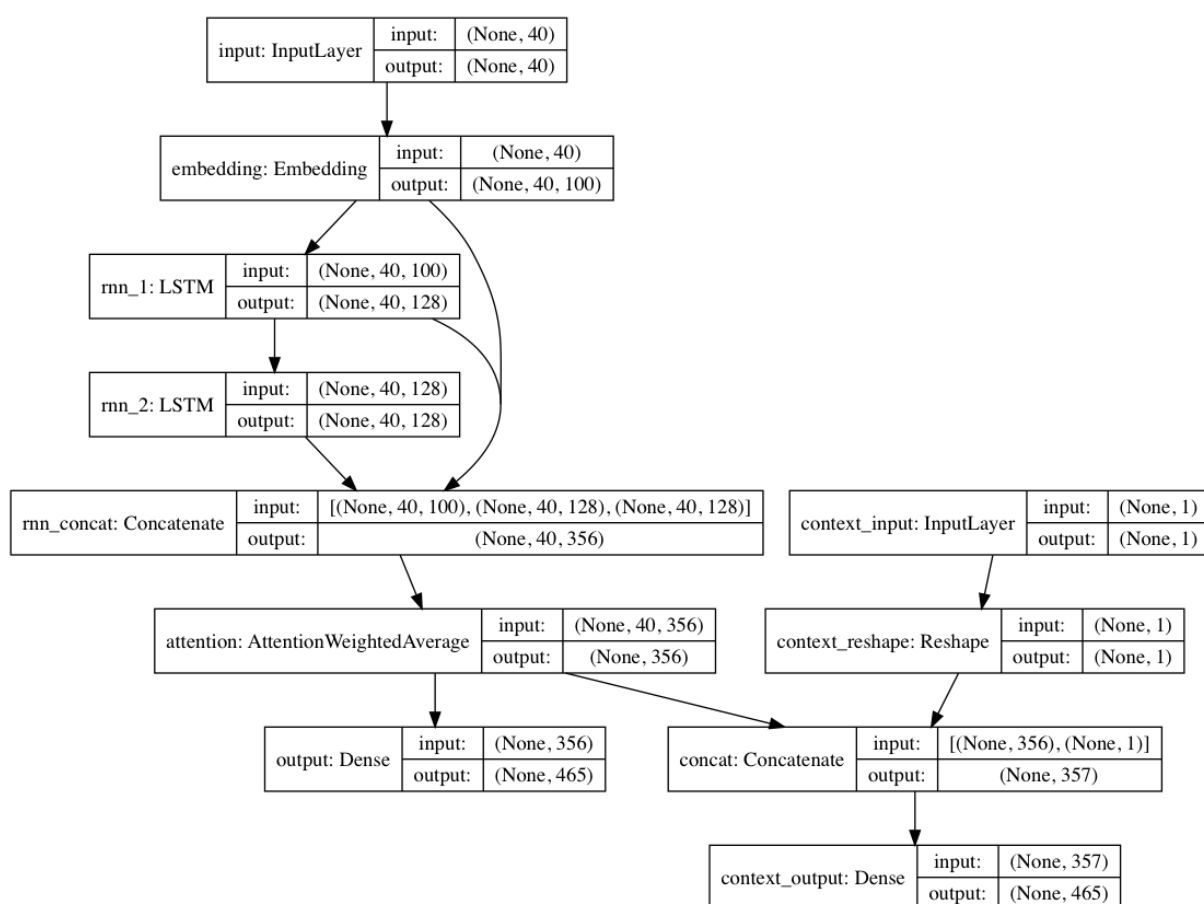 input: InputLayer
input:
(None, 40)
output:
(None, 40)
embedding: Embedding
input:
(None, 40)
output:
(None, 40, 100)
rnn_1: LSTM
input:
(None, 40, 100)
output:
(None, 40, 128)
rnn_2: LSTM
input:
(None, 40, 128)
output:
(None, 40, 128)
rnn_concat: Concatenate
input:
[(None, 40, 100), (None, 40, 128), (None, 40, 128)]
output:
(None, 40, 356)
context_input: InputLayer
input:
(None, 1)
output:
(None, 1)
attention: AttentionWeightedAverage
input:
(None, 40, 356)
output:
(None, 356)
context_reshape: Reshape
input:
(None, 1)
output:
(None, 1)
output: Dense
input:
(None, 356)
output:
(None, 465)
concat: Concatenate
input:
[(None, 356), (None, 1)]
output:
(None, 357)
context_output: Dense
input:
(None, 357)
output:
(None, 465)